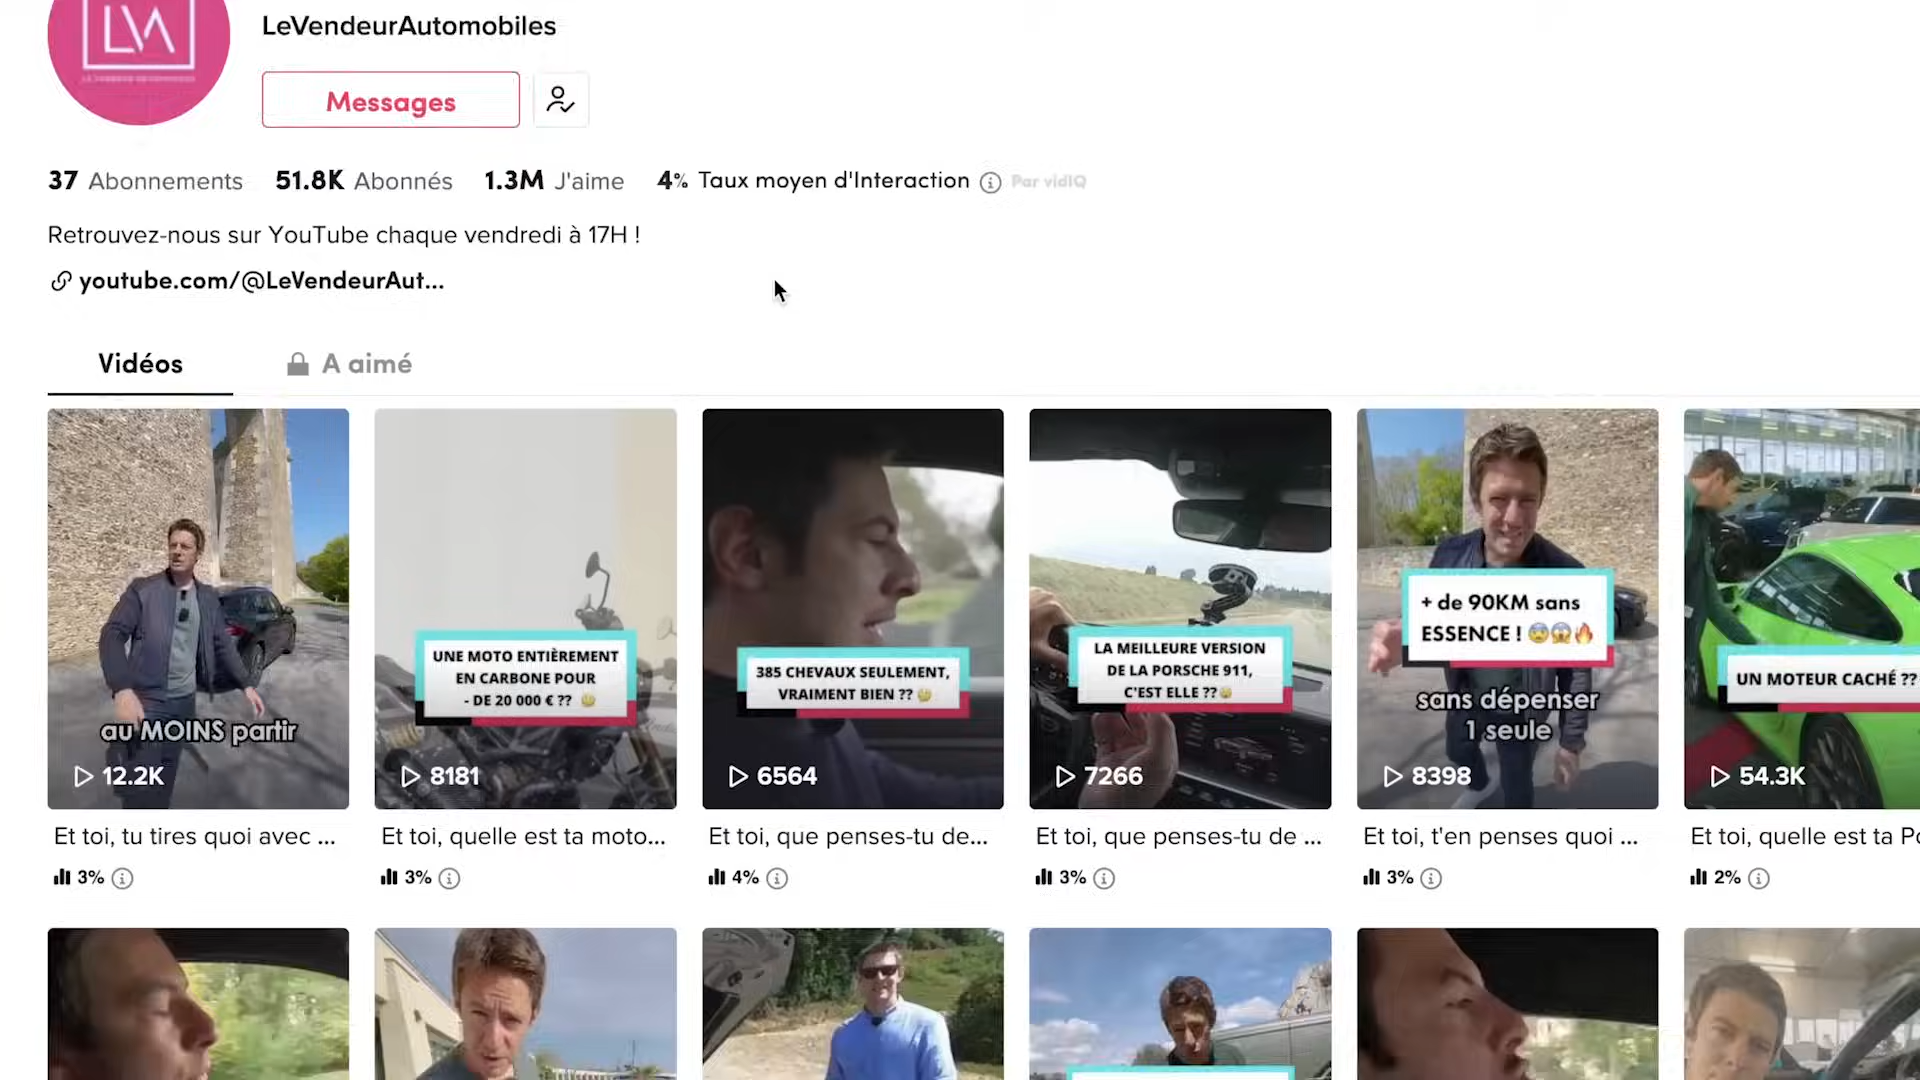 LVA
LeVendeurAutomobiles
Messages
37 Abonnements 51.8K Abonnés 1.3M J'aime 4% Taux moyen d'Interaction Par vidIQ
Retrouvez-nous sur YouTube chaque vendredi à 17H !
youtube.com/@LeVendeurAut...
Vidéos A aimé
au MOINS partir
12.2K
UNE MOTO ENTIÈREMENT
EN CARBONE POUR
- DE 20 000 € ??
8181
385 CHEVAUX SEULEMENT,
VRAIMENT BIEN ??
6564
LA MEILLEURE VERSION
DE LA PORSCHE 911,
C'EST ELLE ??
7266
+ de 90KM sans
ESSENCE ! 😨😱🔥
sans dépenser
1 seule
8398
UN MOTEUR CACHÉ ??
54.3K
Et toi, tu tires quoi avec ...
Et toi, quelle est ta moto...
Et toi, que penses-tu de...
Et toi, que penses-tu de ...
Et toi, t'en penses quoi ...
Et toi, quelle est ta Po
3%
3%
4%
3%
3%
2%